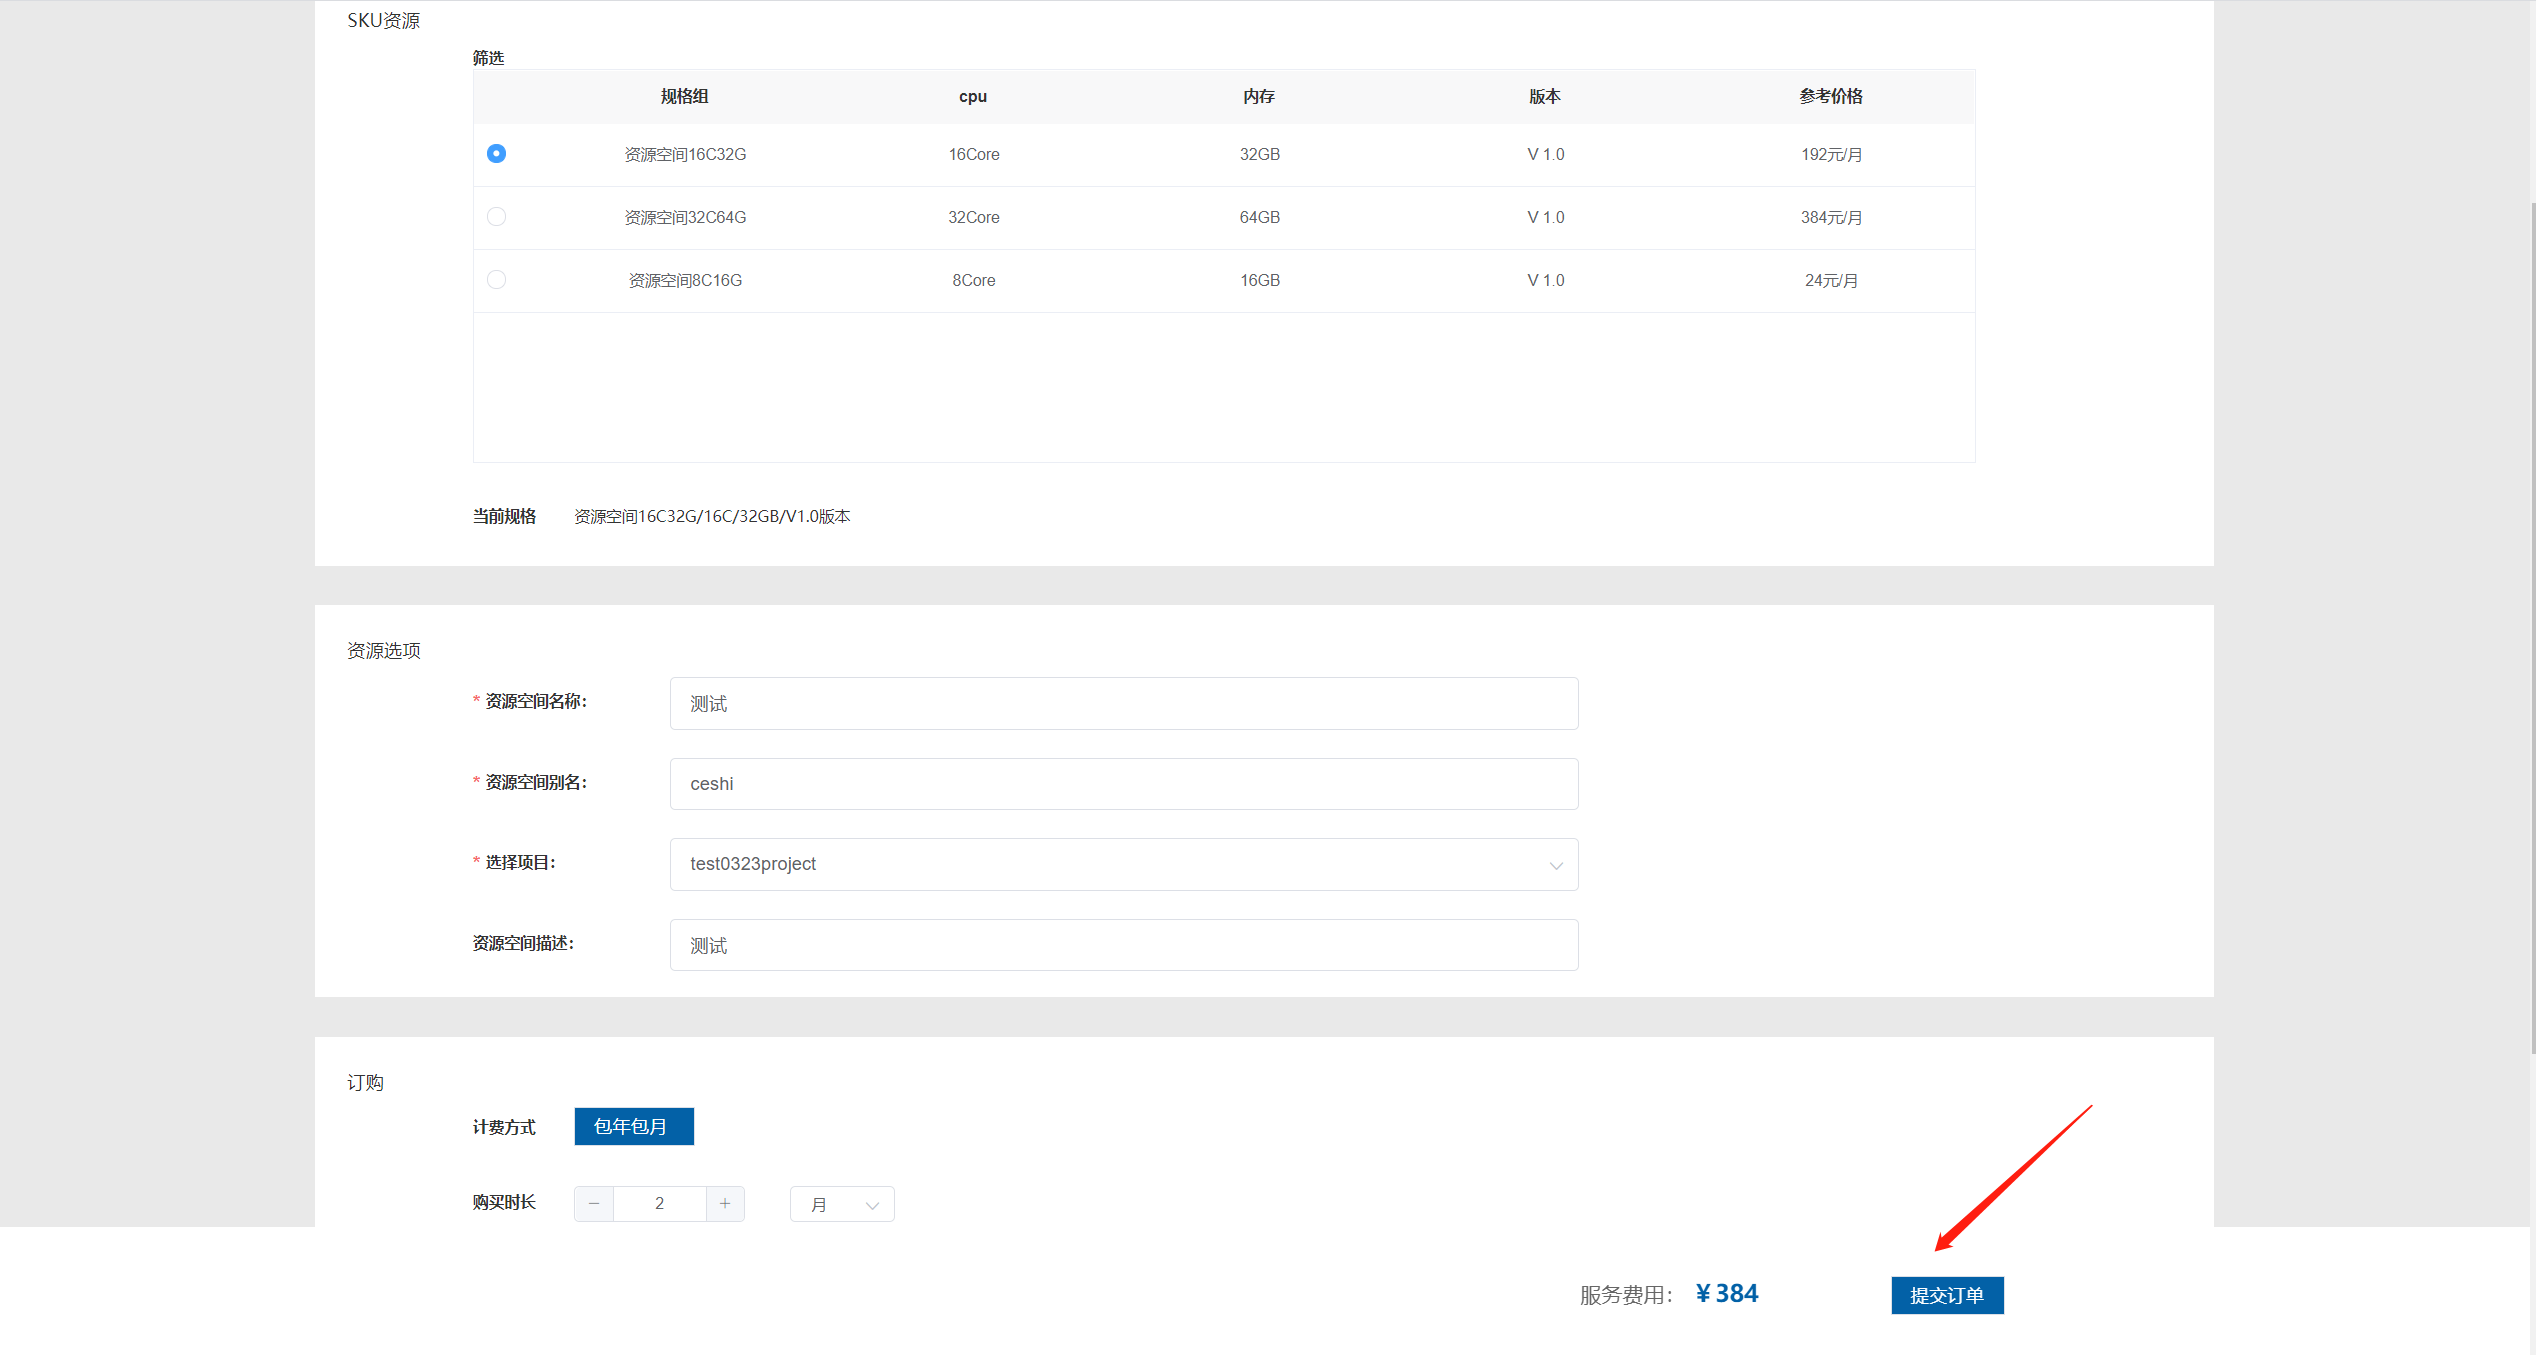 SKU资源
筛选
规格组 cpu 内存 版本 参考价格
资源空间16C32G 16Core 32GB V 1.0 192元/月
资源空间32C64G 32Core 64GB V 1.0 384元/月
资源空间8C16G 8Core 16GB V 1.0 24元/月
当前规格 资源空间16C32G/16C/32GB/V1.0版本
资源选项
* 资源空间名称： 测试
* 资源空间别名： ceshi
* 选择项目： test0323project
资源空间描述： 测试
订购
计费方式 包年包月
购买时长 − 2 + 月
服务费用： ¥ 384 提交订单